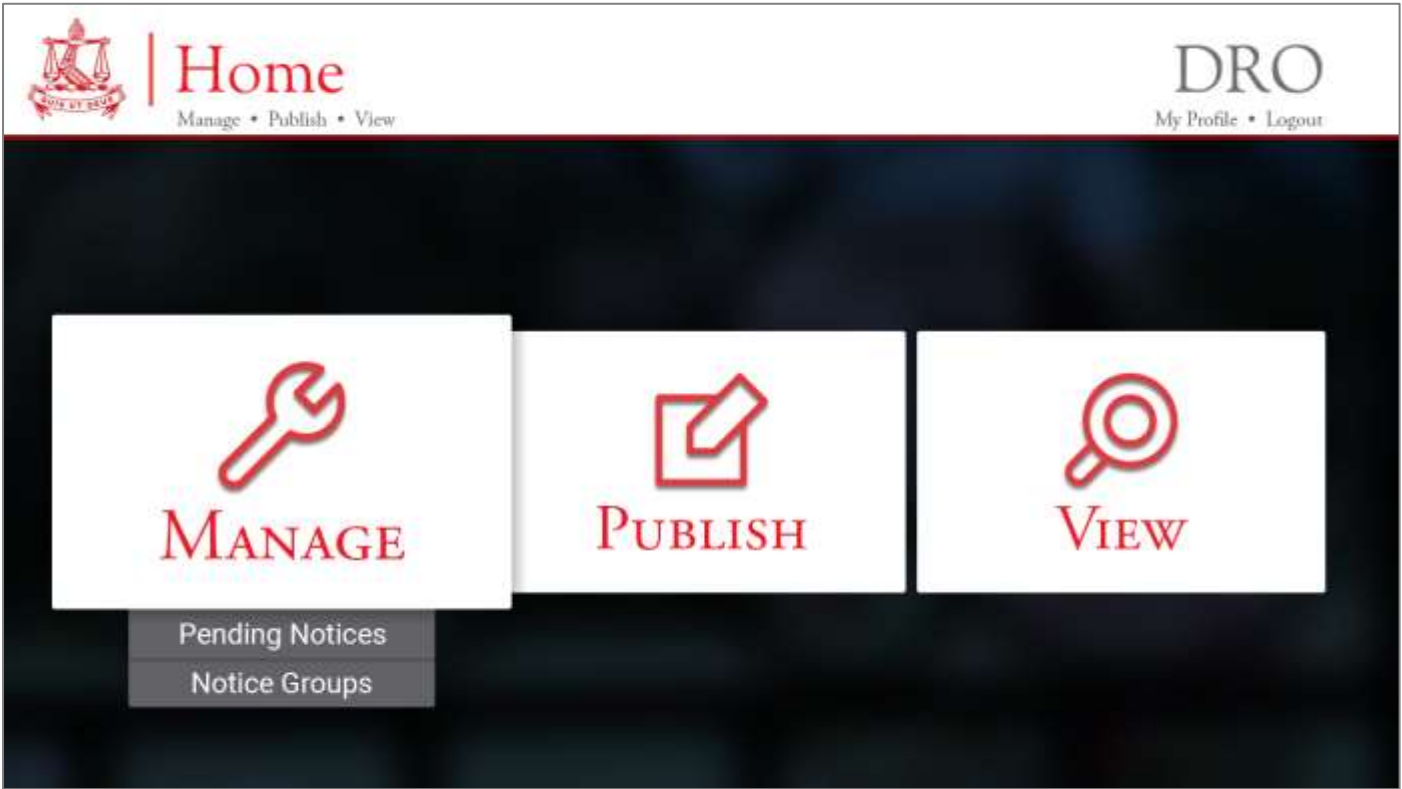 Home
Manage • Publish • View
DRO
My Profile • Logout
MANAGE
PUBLISH
VIEW
Pending Notices
Notice Groups